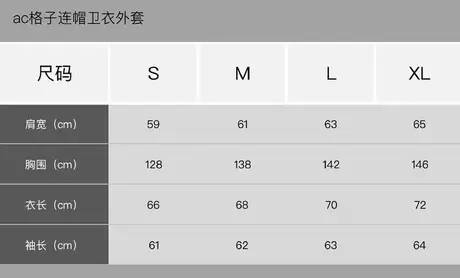 ac格子连帽卫衣外套
尺码 S M L XL
肩宽（cm） 59 61 63 65
胸围（cm） 128 138 142 146
衣长（cm） 66 68 70 72
袖长（cm） 61 62 63 64